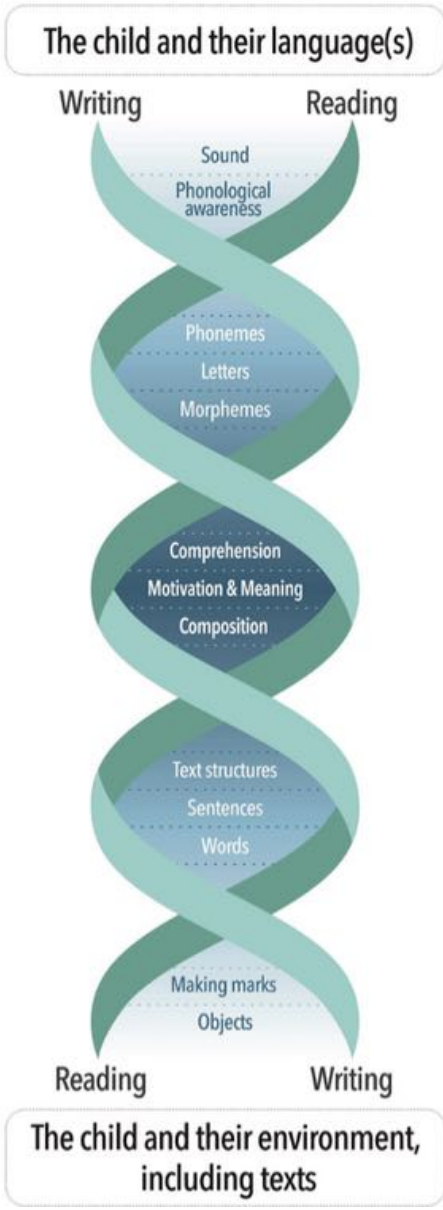 The child and their language(s)
Writing Reading
Sound
Phonological
awareness
Phonemes
Letters
Morphemes
Comprehension
Motivation & Meaning
Composition
Text structures
Sentences
Words
Making marks
Objects
Reading Writing
The child and their environment,
including texts